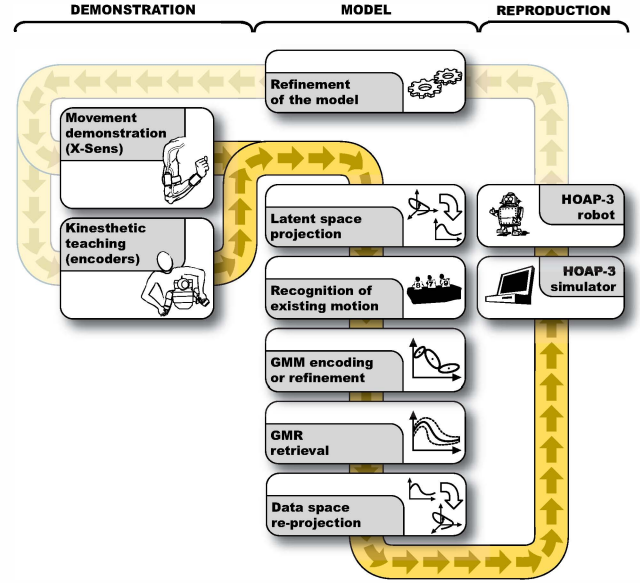 DEMONSTRATION
MODEL
REPRODUCTION
Refinement
of the model
Movement
demonstration
(X-Sens)
Kinesthetic
teaching
(encoders)
Latent space
projection
Recognition of
existing motion
GMM encoding
or refinement
GMR
retrieval
Data space
re-projection
HOAP-3
robot
HOAP-3
simulator